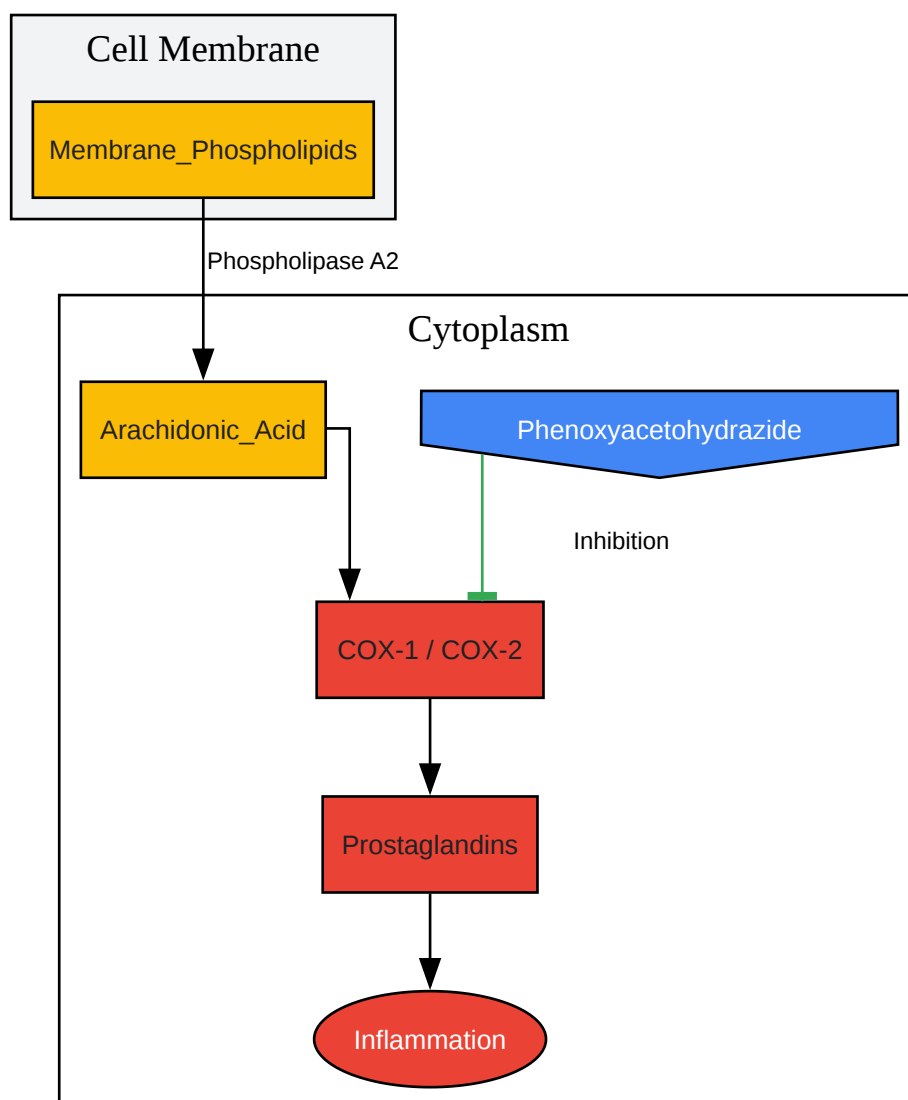 Cell Membrane
Membrane_Phospholipids
Phospholipase A2
Cytoplasm
Arachidonic_Acid
Phenoxyacetohydrazide
Inhibition
COX-1 / COX-2
Prostaglandins
Inflammation